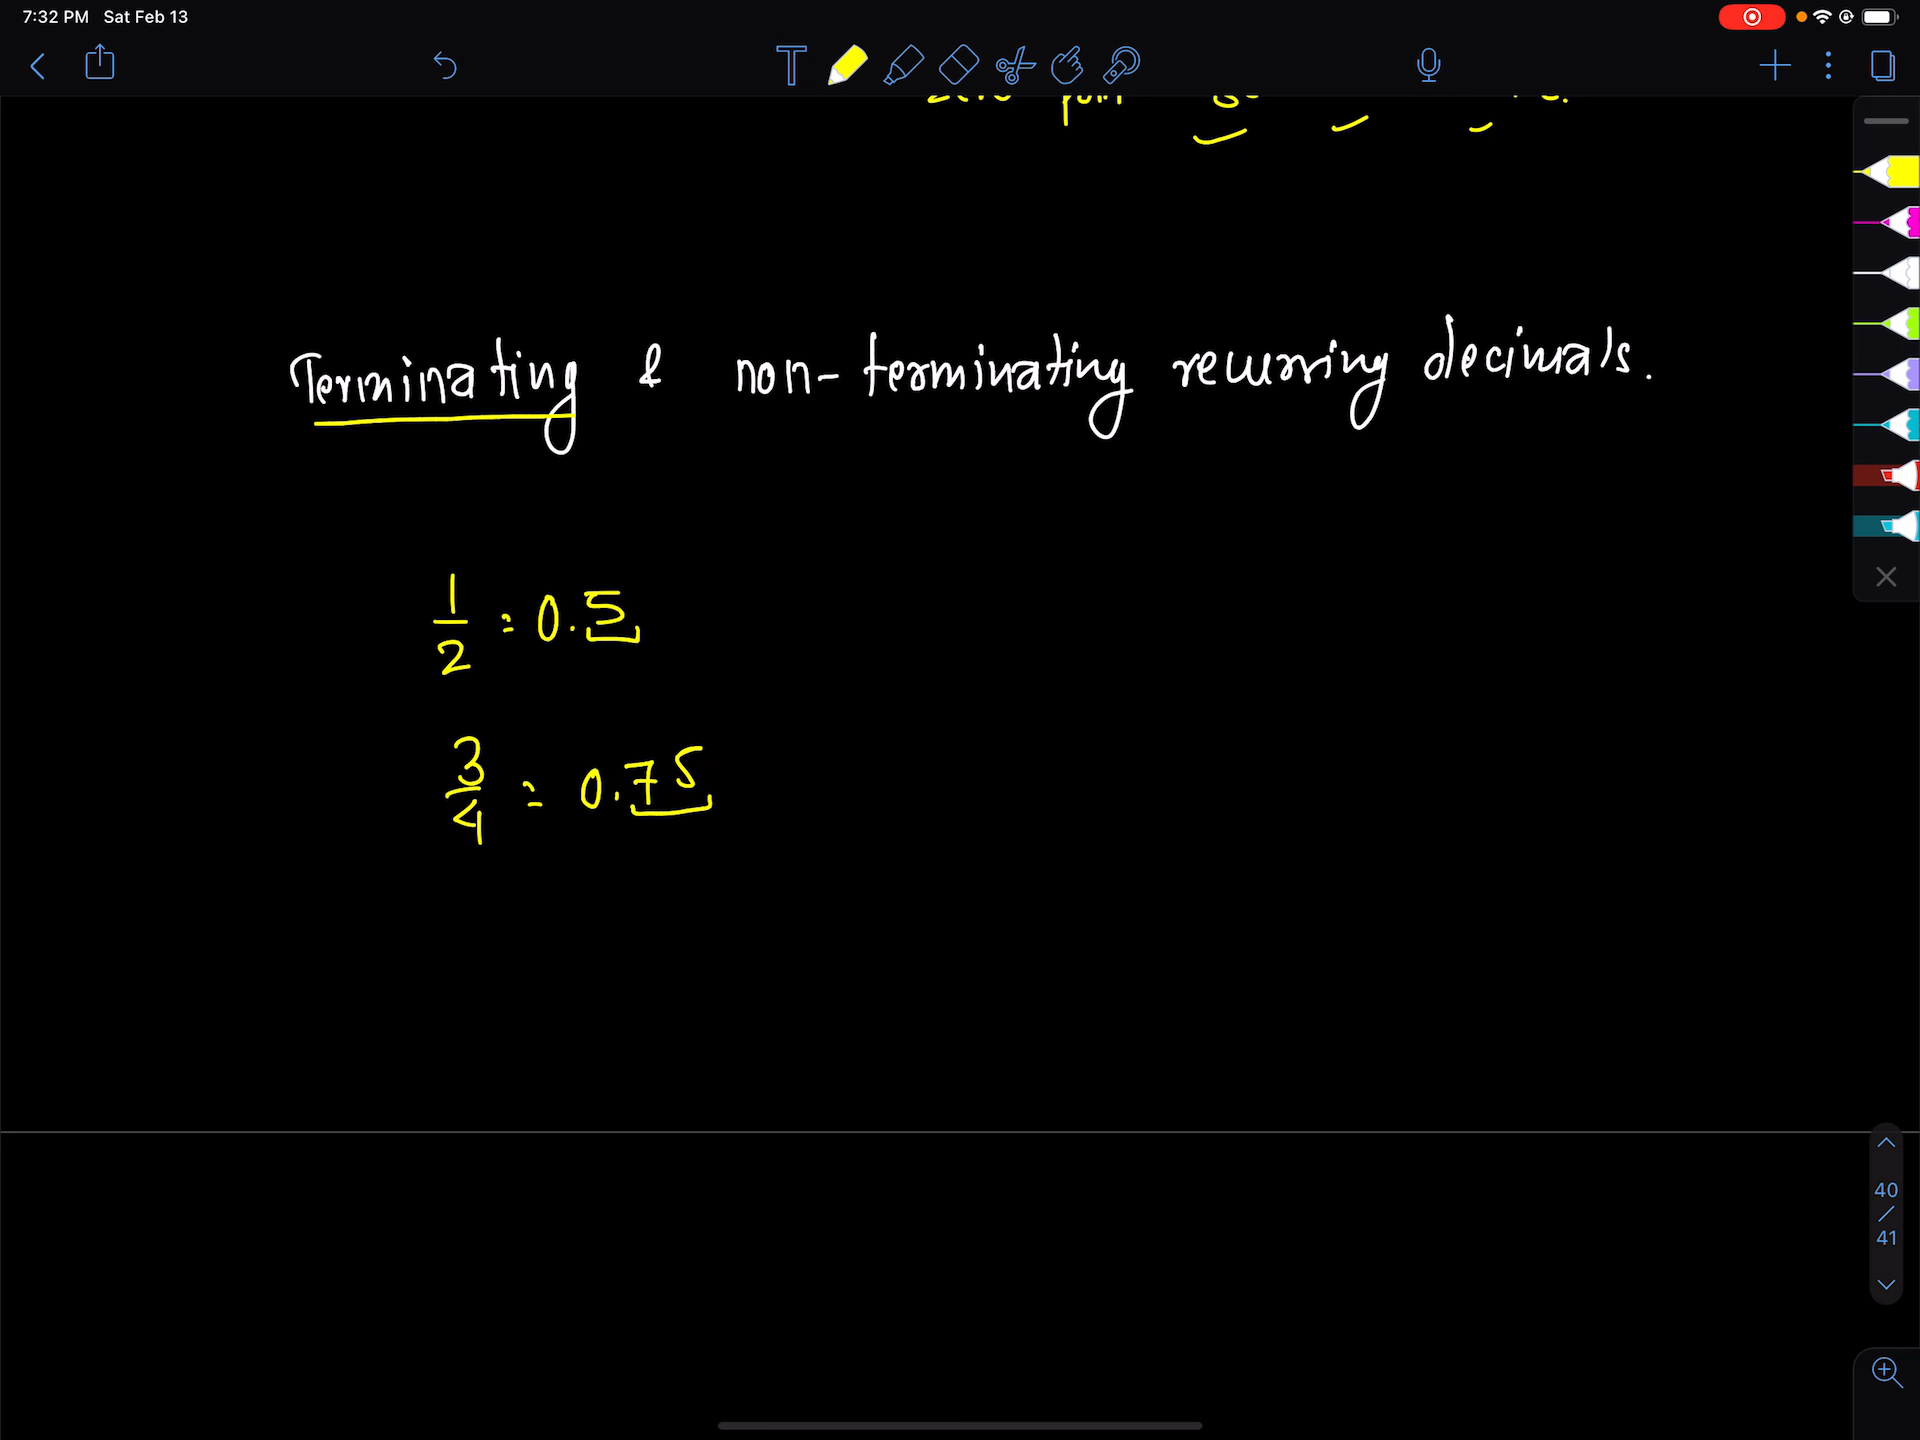 7:32 PM Sat Feb 13
Terminating & non-terminating recurring decimals.
1/2 = 0.5
3/4 = 0.75
40
/
41